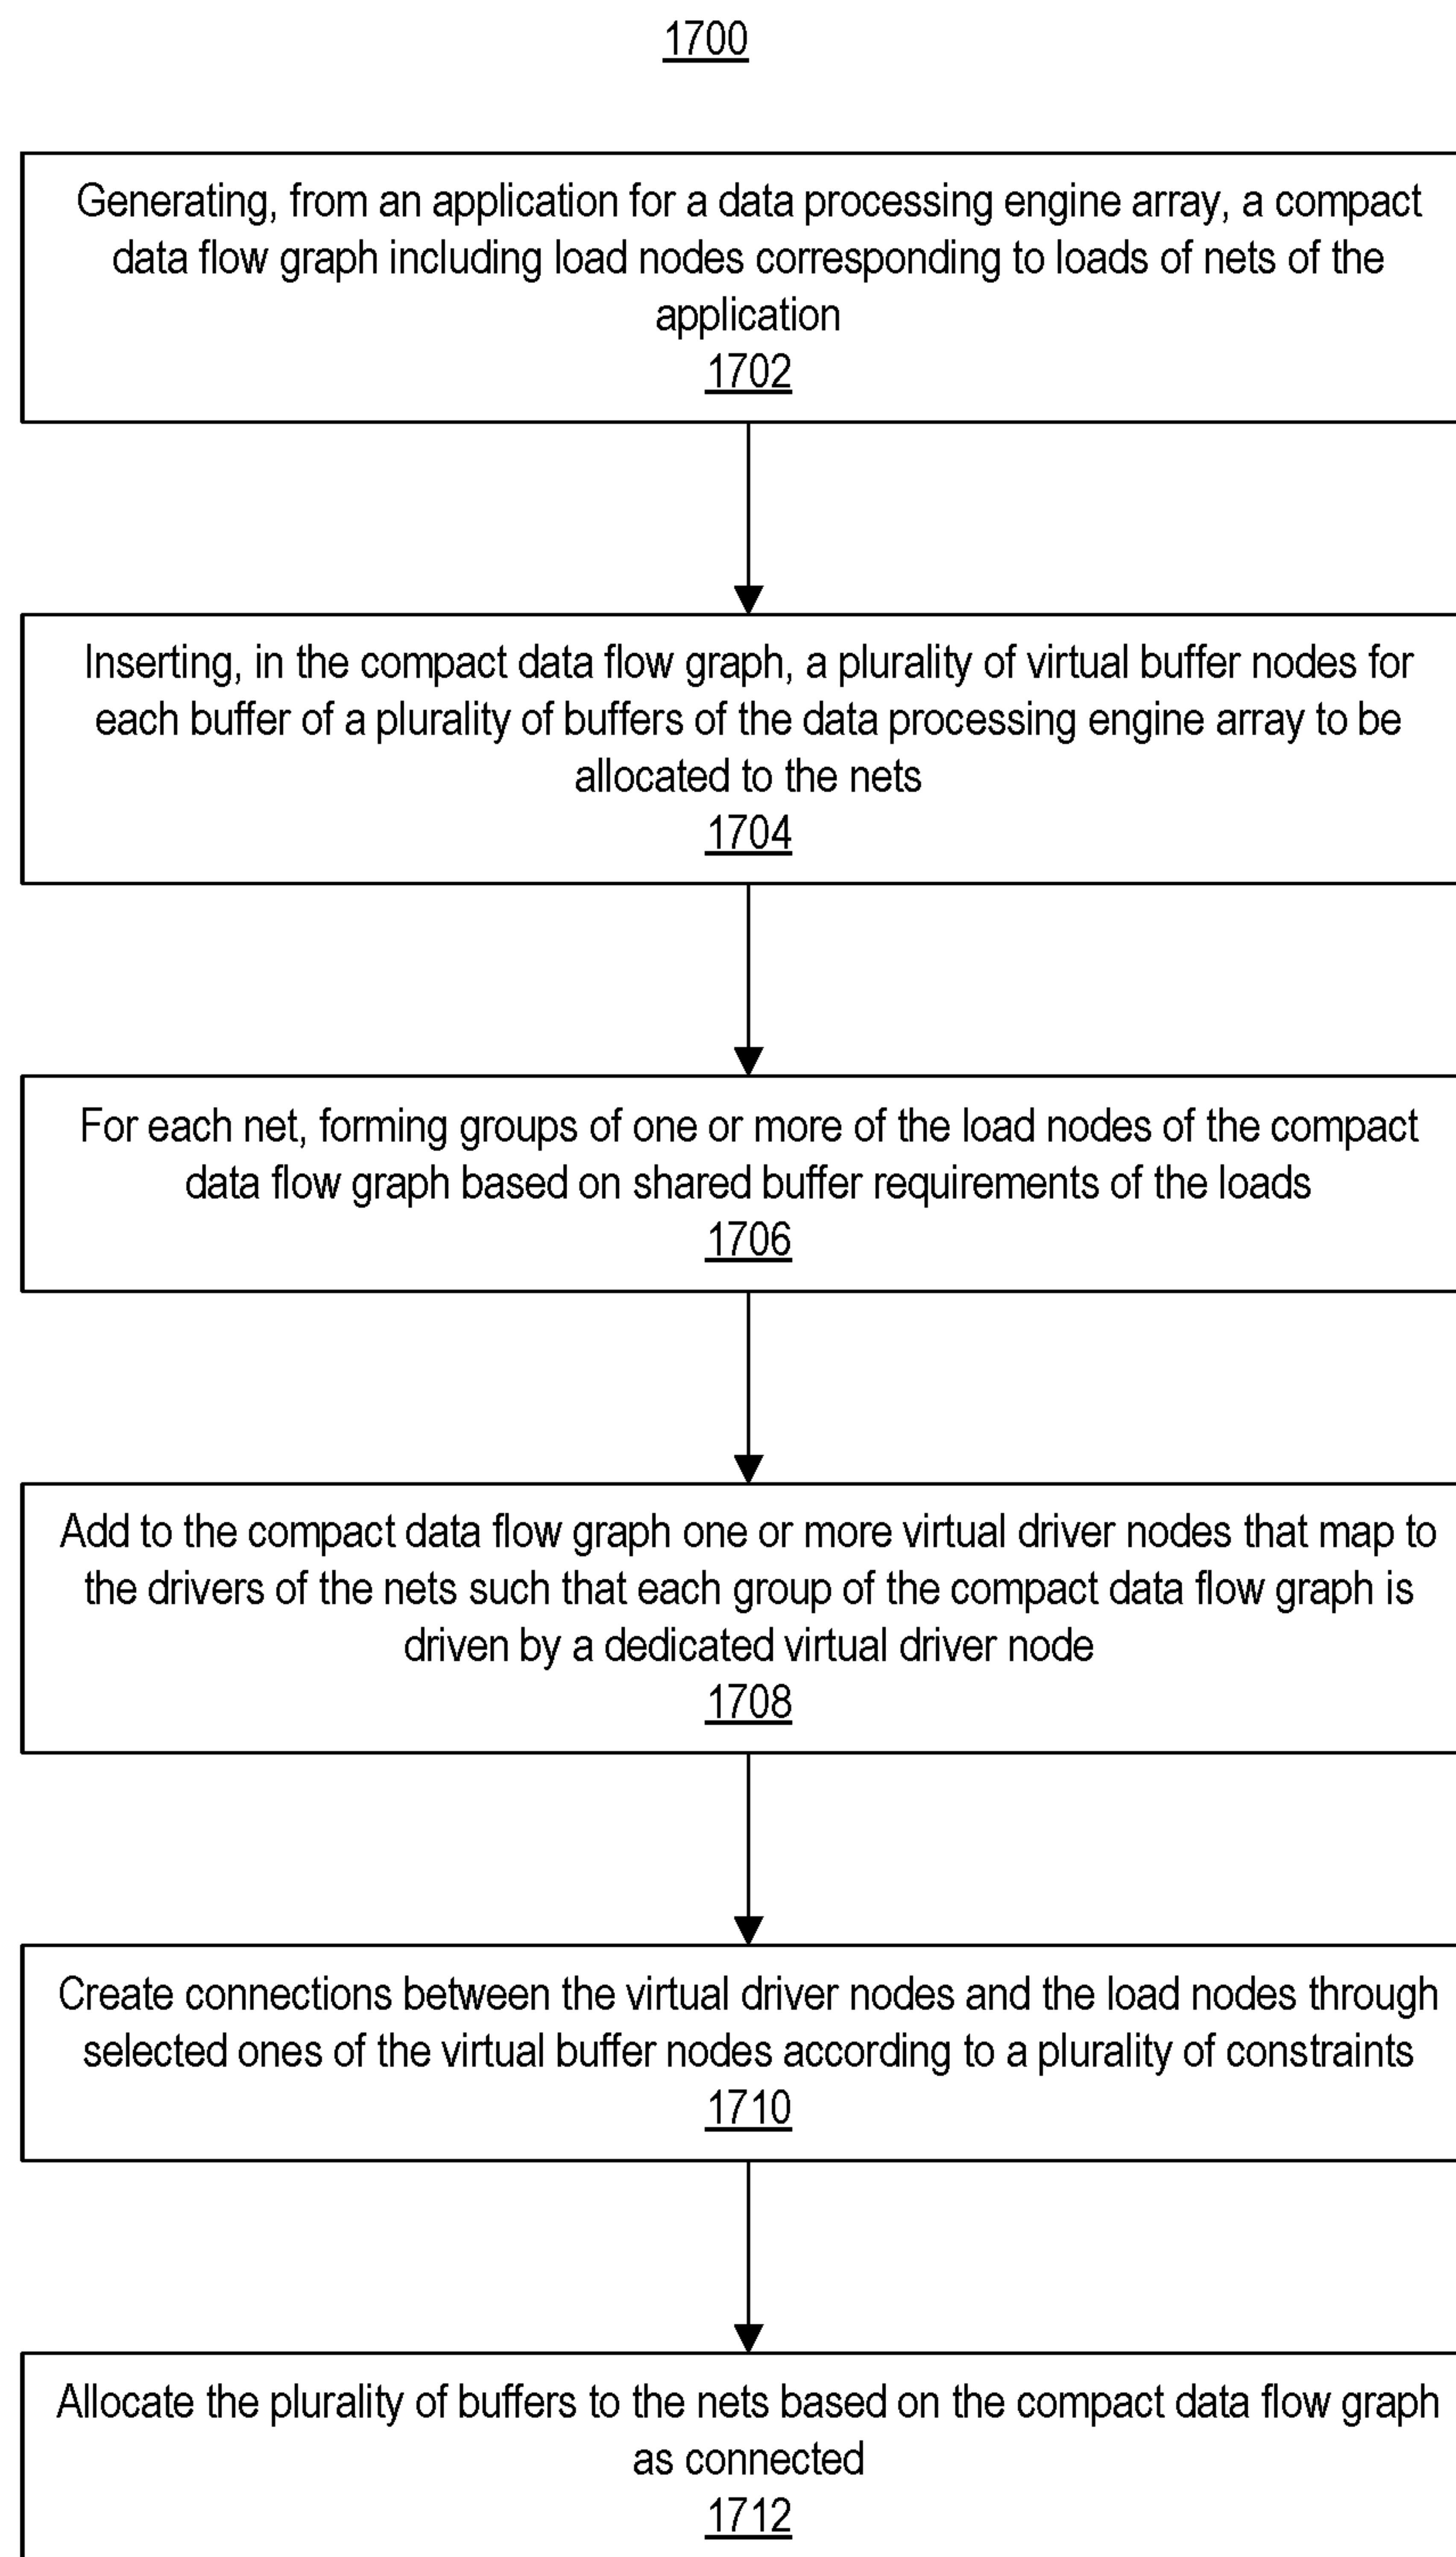 1700
Generating, from an application for a data processing engine array, a compact
data flow graph including load nodes corresponding to loads of nets of the
application
1702
Inserting, in the compact data flow graph, a plurality of virtual buffer nodes for
each buffer of a plurality of buffers of the data processing engine array to be
allocated to the nets
1704
For each net, forming groups of one or more of the load nodes of the compact
data flow graph based on shared buffer requirements of the loads
1706
Add to the compact data flow graph one or more virtual driver nodes that map to
the drivers of the nets such that each group of the compact data flow graph is
driven by a dedicated virtual driver node
1708
Create connections between the virtual driver nodes and the load nodes through
selected ones of the virtual buffer nodes according to a plurality of constraints
1710
Allocate the plurality of buffers to the nets based on the compact data flow graph
as connected
1712